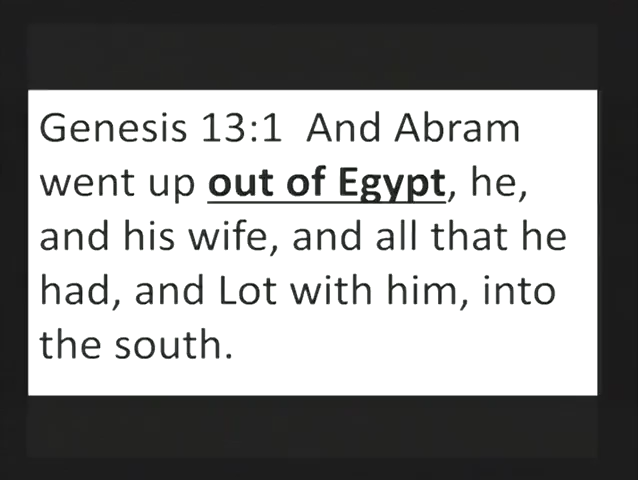 Genesis 13:1  And Abram
went up out of Egypt, he,
and his wife, and all that he
had, and Lot with him, into
the south.